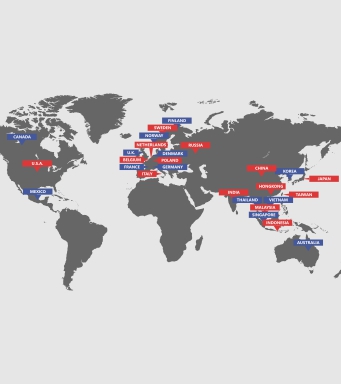 FINLAND
SWEDEN
NORWAY
CANADA
NETHERLANDS
RUSSIA
U.K.
DENMARK
BELGIUM
POLAND
U.S.A.
FRANCE
GERMANY
CHINA
KOREA
ITALY
JAPAN
HONGKONG
MEXICO
INDIA
TAIWAN
THAILAND
VIETNAM
MALAYSIA
SINGAPORE
INDONESIA
AUSTRALIA